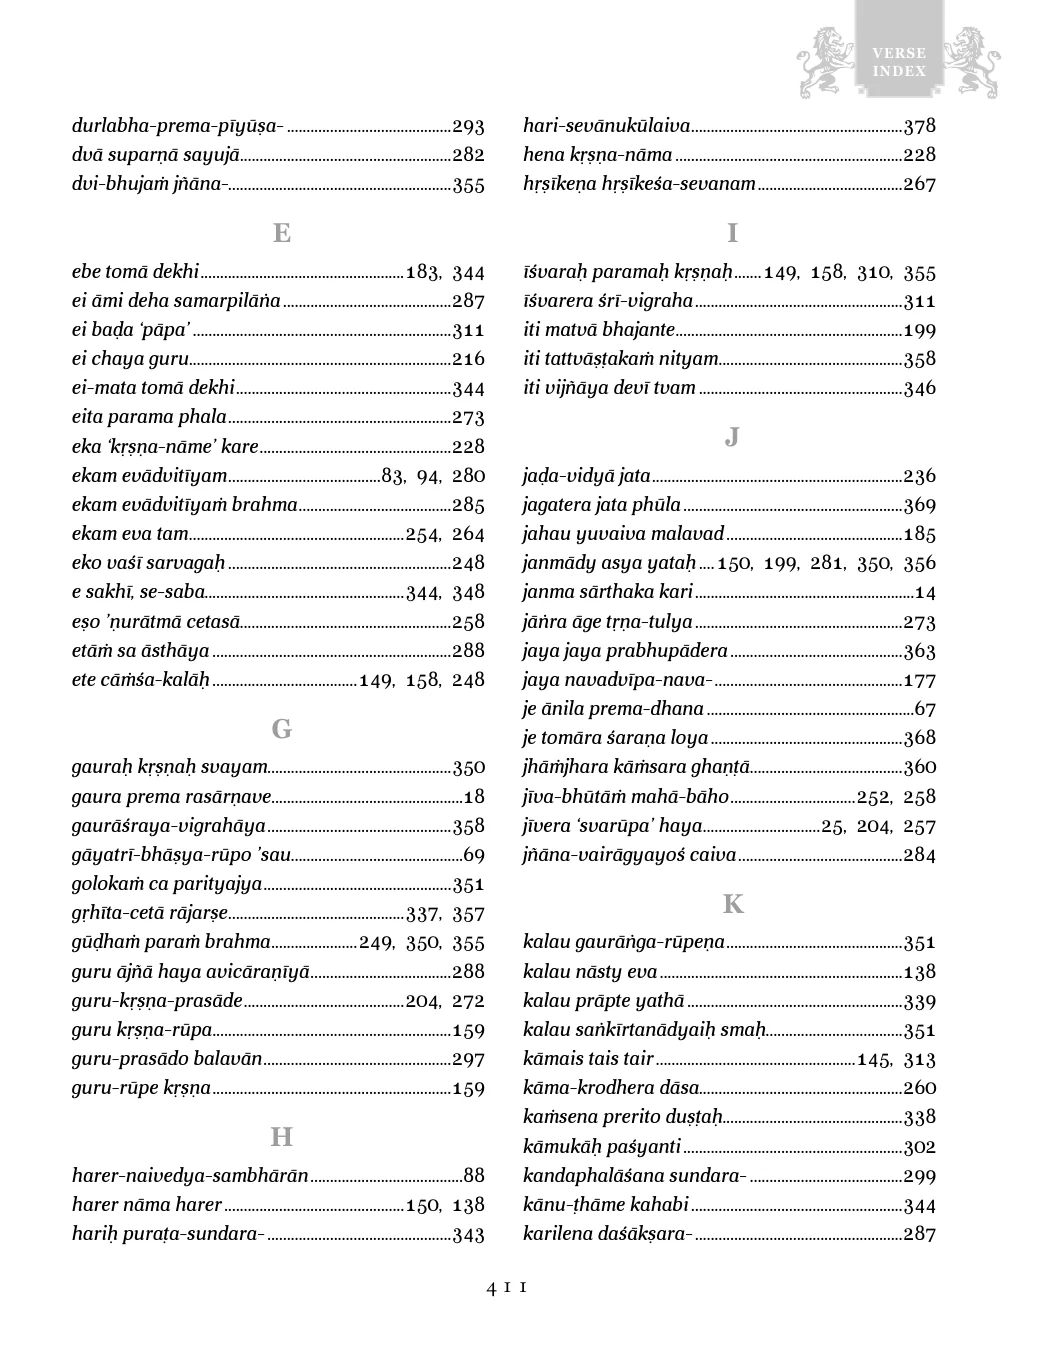 VERSE
INDEX
durlabha-prema-pīyūṣa- ..........................................293
dvā suparṇā sayujā......................................................282
dvi-bhujaṁ jñāna-.........................................................355
E
ebe tomā dekhi....................................................183, 344
ei āmi deha samarpilāṅa...........................................287
ei baḍa ‘pāpa’..................................................................311
ei chaya guru...................................................................216
ei-mata tomā dekhi.......................................................344
eita parama phala.........................................................273
eka ‘kṛṣṇa-nāme’ kare.................................................228
ekam evādvitīyam.......................................83, 94, 280
ekam evādvitīyaṁ brahma.......................................285
ekam eva tam.......................................................254, 264
eko vaśī sarvagaḥ.........................................................248
e sakhī, se-saba...................................................344, 348
eṣo ’ṇurātmā cetasā......................................................258
etāṁ sa āsthāya.............................................................288
ete cāṁśa-kalāḥ.....................................149, 158, 248
G
gauraḥ kṛṣṇaḥ svayam...............................................350
gaura prema rasārṇave.................................................18
gaurāśraya-vigrahāya...............................................358
gāyatrī-bhāṣya-rūpo ’sau............................................69
golokaṁ ca parityajya................................................351
gṛhīta-cetā rājarṣe.............................................337, 357
gūḍhaṁ paraṁ brahma......................249, 350, 355
guru ājñā haya avicāraṇīyā....................................288
guru-kṛṣṇa-prasāde.........................................204, 272
guru kṛṣṇa-rūpa.............................................................159
guru-prasādo balavān................................................297
guru-rūpe kṛṣṇa.............................................................159
H
harer-naivedya-sambhārān.......................................88
harer nāma harer..............................................150, 138
hariḥ puraṭa-sundara-...............................................343
hari-sevānukūlaiva......................................................378
hena kṛṣṇa-nāma..........................................................228
hṛṣīkeṇa hṛṣīkeśa-sevanam.....................................267
I
īśvaraḥ paramaḥ kṛṣṇaḥ.......149, 158, 310, 355
īśvarera śrī-vigraha.....................................................311
iti matvā bhajante..........................................................199
iti tattvāṣṭakaṁ nityam...............................................358
iti vijñāya devī tvam....................................................346
J
jaḍa-vidyā jata................................................................236
jagatera jata phūla........................................................369
jahau yuvaiva malavad.............................................185
janmādy asya yataḥ....150, 199, 281, 350, 356
janma sārthaka kari........................................................14
jāṅra āge tṛṇa-tulya.....................................................273
jaya jaya prabhupādera............................................363
jaya navadvīpa-nava-................................................177
je ānila prema-dhana.....................................................67
je tomāra śaraṇa loya.................................................368
jhāṁjhara kāṁsara ghaṇṭā.......................................360
jīva-bhūtāṁ mahā-bāho................................252, 258
jīvera ‘svarūpa’ haya..............................25, 204, 257
jñāna-vairāgyayoś caiva..........................................284
K
kalau gaurāṅga-rūpeṇa.............................................351
kalau nāsty eva..............................................................138
kalau prāpte yathā.......................................................339
kalau saṅkīrtanādyaiḥ smaḥ...................................351
kāmais tais tair...................................................145, 313
kāma-krodhera dāsa....................................................260
kaṁsena prerito duṣṭaḥ..............................................338
kāmukāḥ paśyanti........................................................302
kandaphalāśana sundara-.......................................299
kānu-ṭhāme kahabi......................................................344
karilena daśākṣara-.....................................................287
411